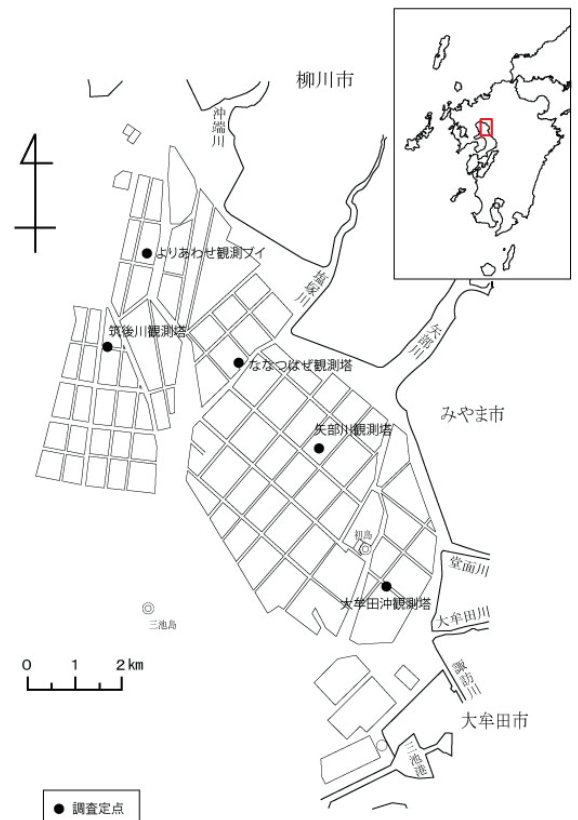 柳川市
沖端川
よりあわせ観測ブイ
塩塚川
筑後川観測塔
矢部川
ななつばぜ観測塔
みやま市
矢部川観測塔
初島
堂面川
大牟田沖観測塔
大牟田川
三池島
諏訪川
0 1 2km
大牟田市
三池港
調査定点